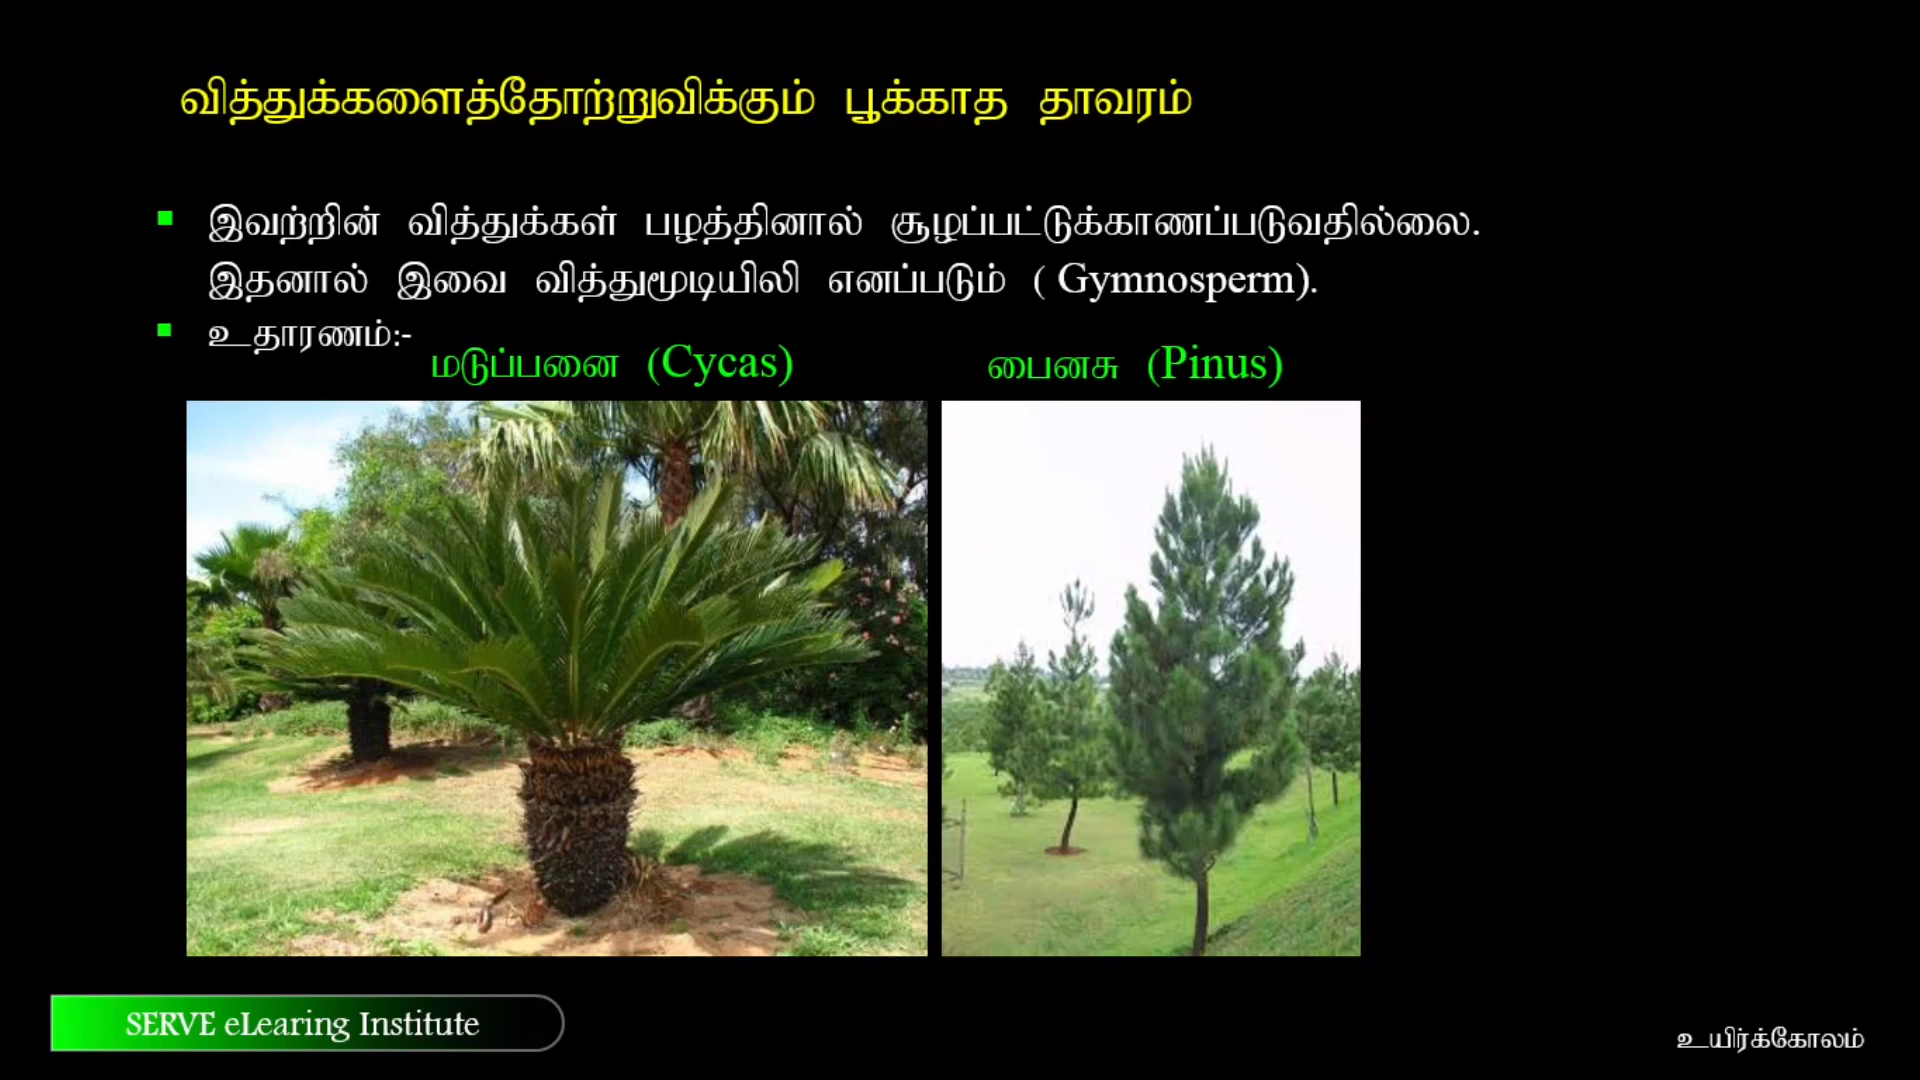 வித்துக்களைத்தோற்றுவிக்கும் பூக்காத தாவரம்
இவற்றின் வித்துக்கள் பழத்தினால் சூழப்பட்டுக்காணப்படுவதில்லை.
இதனால் இவை வித்துமூடியிலி எனப்படும் ( Gymnosperm).
உதாரணம்:-
மடுப்பனை (Cycas)
பைனசு (Pinus)
SERVE eLearing Institute
உயிர்க்கோலம்